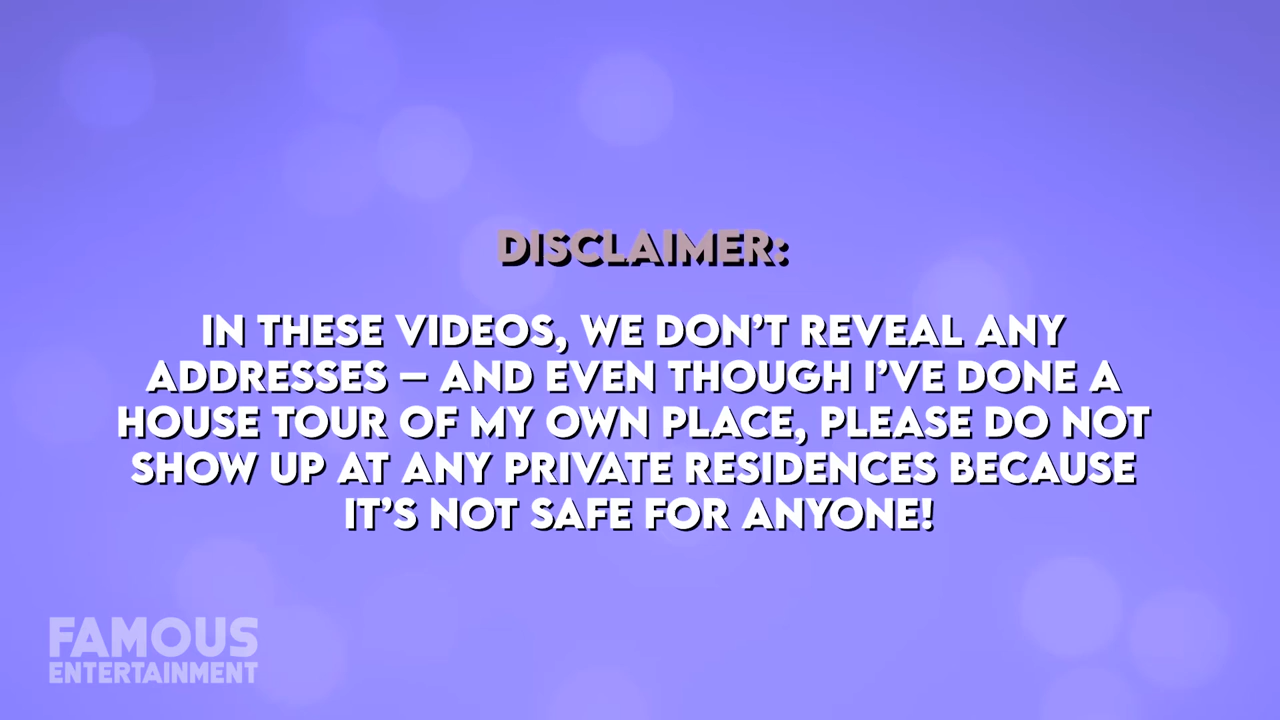 DISCLAIMER:
IN THESE VIDEOS, WE DON'T REVEAL ANY
ADDRESSES – AND EVEN THOUGH I'VE DONE A
HOUSE TOUR OF MY OWN PLACE, PLEASE DO NOT
SHOW UP AT ANY PRIVATE RESIDENCES BECAUSE
IT'S NOT SAFE FOR ANYONE!
FAMOUS
ENTERTAINMENT